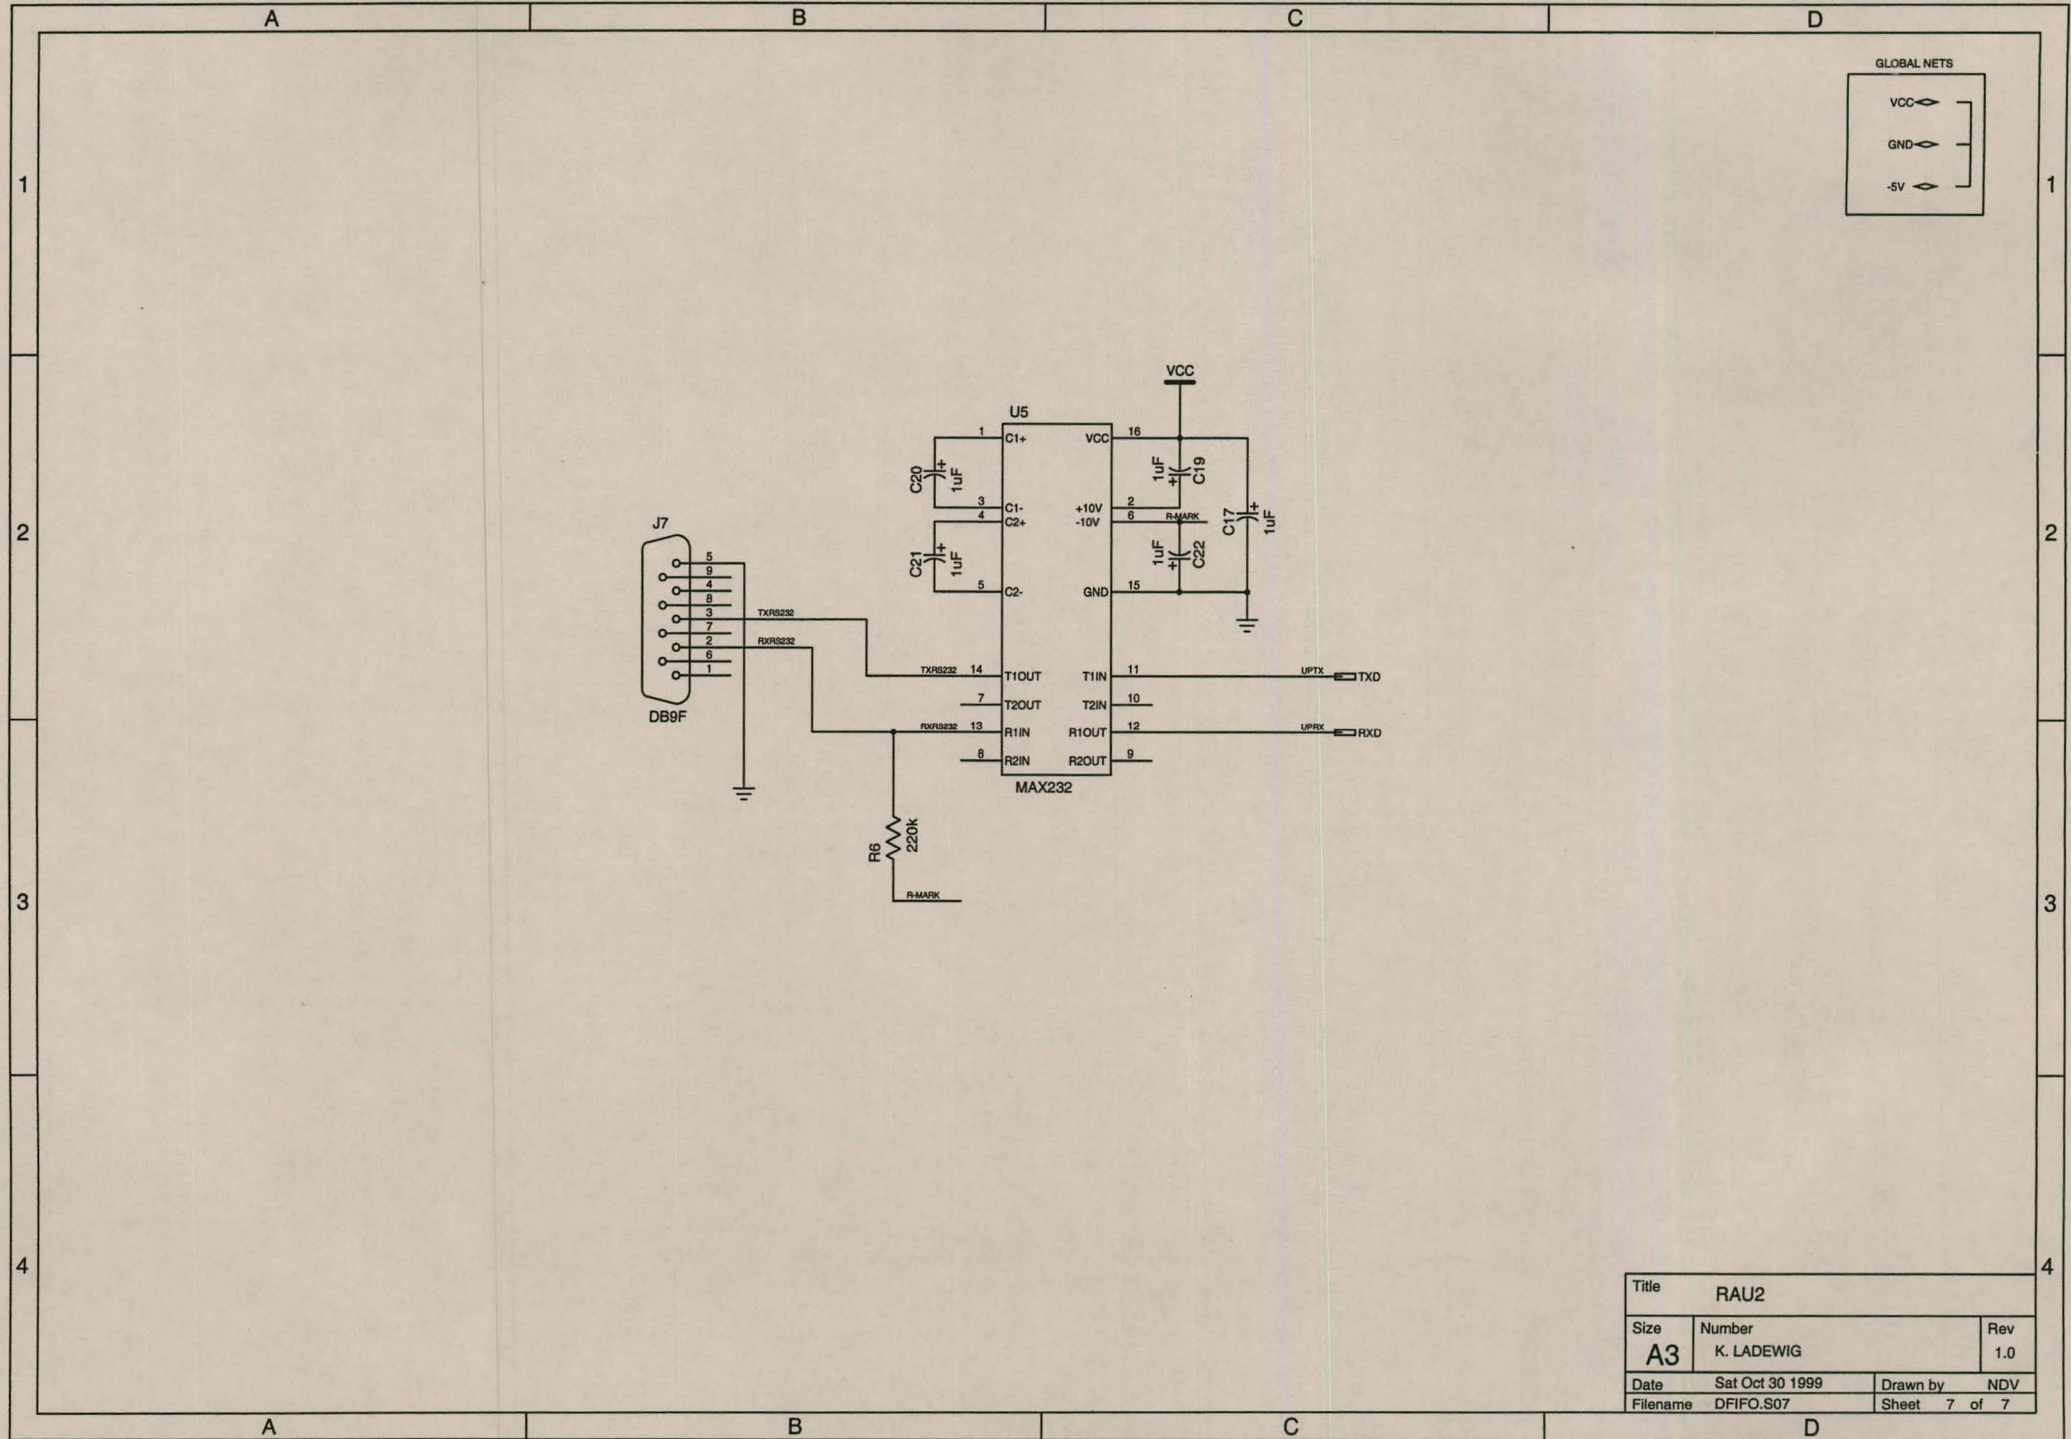 A B C D
GLOBAL NETS
VCC
GND
-5V
1 1
VCC
U5
1 C1+ VCC 16
C20 + 1uF
1uF + C19
3 C1- +10V 2
4 C2+ -10V 6 R-MARK
C17 + 1uF
C21 + 1uF
1uF + C22
5 C2- GND 15
2 2
J7
5
9
4
8
3 TXRS232
7
2 RXRS232
6
1
DB9F
TXRS232 14 T1OUT T1IN 11 UPTX TXD
7 T2OUT T2IN 10
RXRS232 13 R1IN R1OUT 12 UPRX RXD
8 R2IN R2OUT 9
MAX232
R6 220k
R-MARK
3 3
4 4
Title RAU2
Size A3
Number K. LADEWIG
Rev 1.0
Date Sat Oct 30 1999
Drawn by NDV
Filename DFIFO.S07
Sheet 7 of 7
A B C D